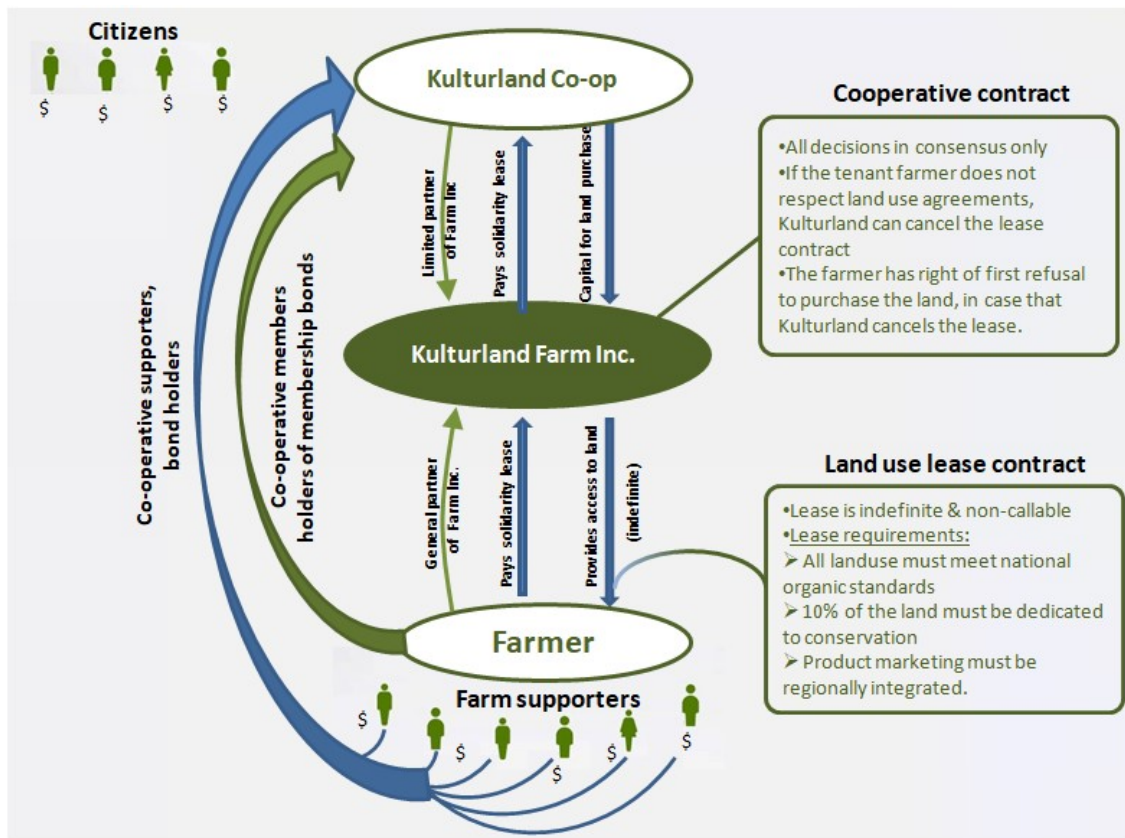 Citizens
$ $ $ $
Kulturland Co-op
Cooperative contract
•All decisions in consensus only
•If the tenant farmer does not
respect land use agreements,
Kulturland can cancel the lease
contract
•The farmer has right of first refusal
to purchase the land, in case that
Kulturland cancels the lease.
Limited partner
of Farm Inc
Pays solidarity lease
Capital for land purchase
Kulturland Farm Inc.
Co-operative supporters,
bond holders
Co-operative members
holders of membership bonds
General partner
of Farm Inc.
Pays solidarity lease
Provides access to land
(indefinite)
Land use lease contract
•Lease is indefinite & non-callable
•Lease requirements:
➢ All landuse must meet national
organic standards
➢ 10% of the land must be dedicated
to conservation
➢ Product marketing must be
regionally integrated.
Farmer
Farm supporters
$ $ $ $ $ $